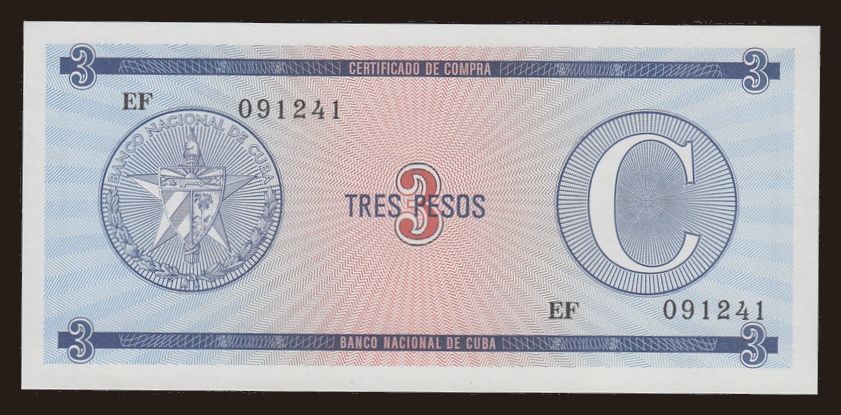 3 CERTIFICADO DE COMPRA 3
EF 091241
BANCO NACIONAL DE CUBA
TRES PESOS
3
C
EF 091241
3 BANCO NACIONAL DE CUBA 3